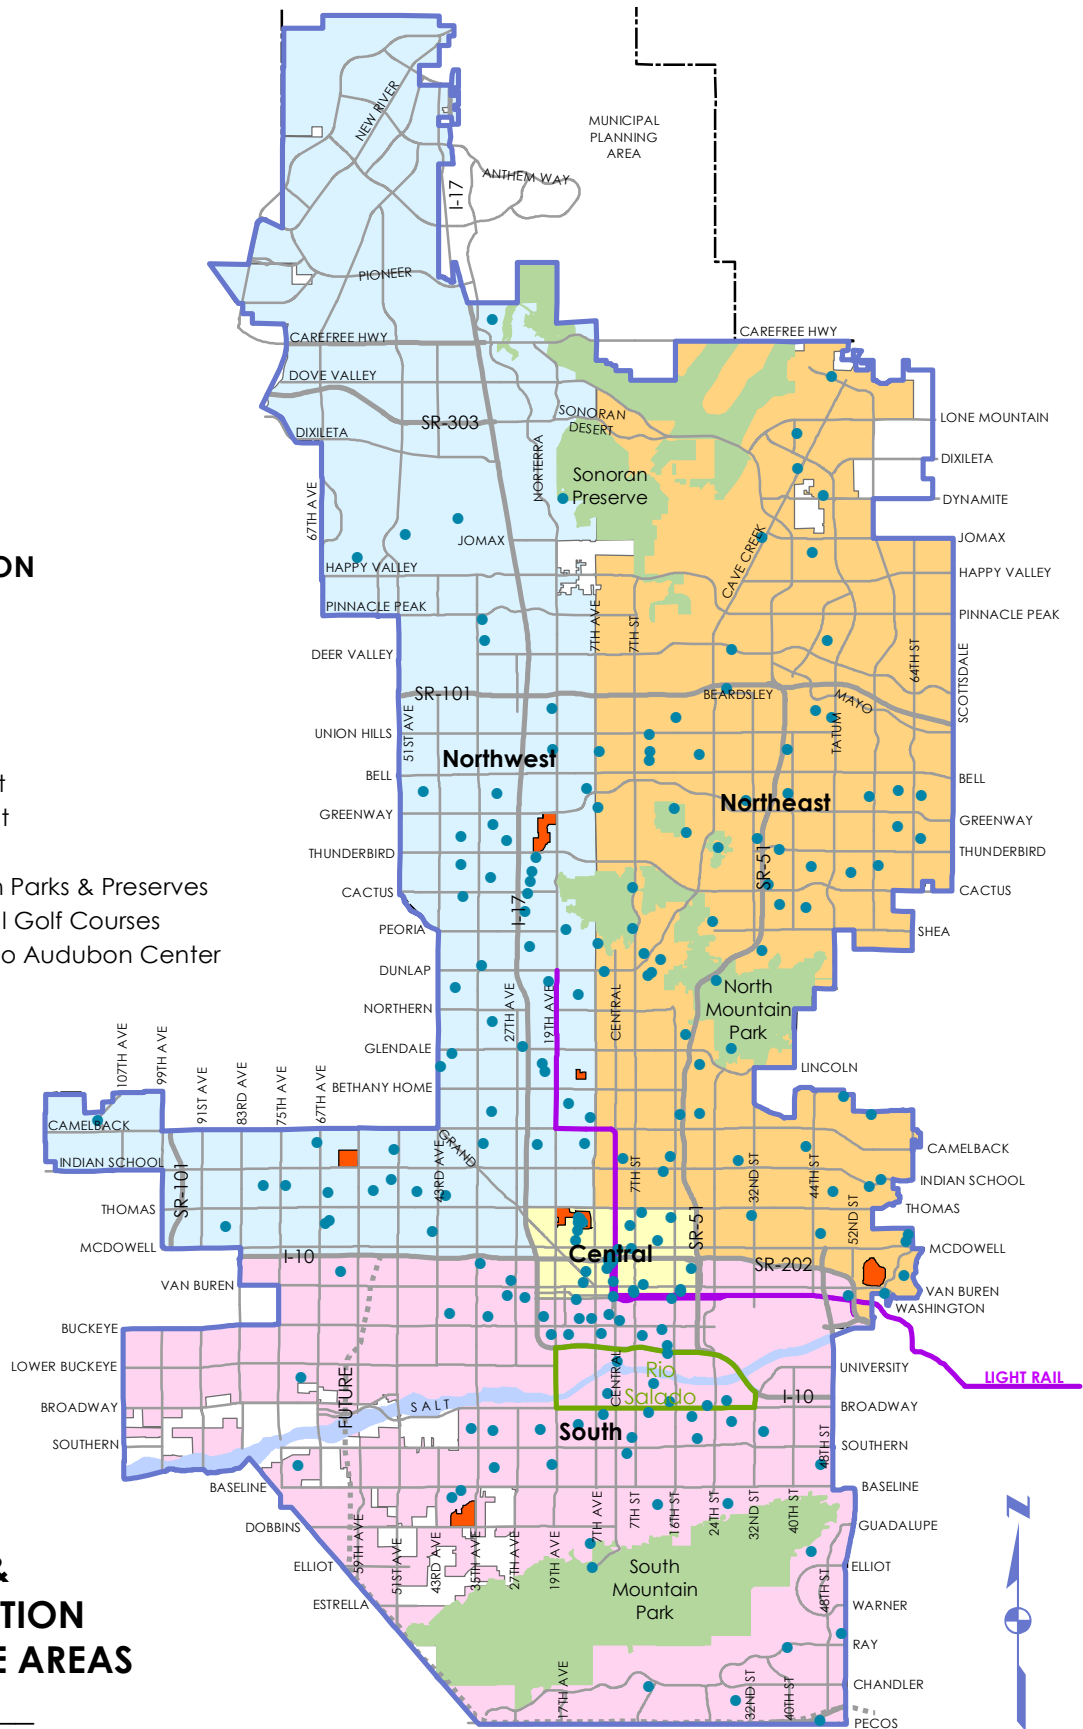 MUNICIPAL
PLANNING
AREA
NEW RIVER
ANTHEM WAY
I-17
PIONEER
CAREFREE HWY
CAREFREE HWY
DOVE VALLEY
SONORAN
DESERT
LONE MOUNTAIN
SR-303
DIXILETA
DIXILETA
NORTERRA
Sonoran
Preserve
67TH AVE
DYNAMITE
JOMAX
JOMAX
CAVE CREEK
ON
HAPPY VALLEY
HAPPY VALLEY
PINNACLE PEAK
PINNACLE PEAK
7TH AVE
7TH ST
DEER VALLEY
64TH ST
SCOTTSDALE
SR-101
BEARDSLEY
MAYO
51ST AVE
TATUM
UNION HILLS
Northwest
BELL
BELL
t
Northeast
GREENWAY
GREENWAY
t
THUNDERBIRD
THUNDERBIRD
SR-51
n Parks & Preserves
CACTUS
CACTUS
l Golf Courses
I-17
PEORIA
SHEA
o Audubon Center
DUNLAP
North
Mountain
Park
NORTHERN
27TH AVE
19TH AVE
CENTRAL
GLENDALE
LINCOLN
107TH AVE
99TH AVE
91ST AVE
83RD AVE
75TH AVE
67TH AVE
BETHANY HOME
CAMELBACK
CAMELBACK
GRAND
43RD AVE
INDIAN SCHOOL
INDIAN SCHOOL
7TH ST
32ND ST
44TH ST
52ND ST
SR-101
THOMAS
THOMAS
SR-51
MCDOWELL
MCDOWELL
I-10
Central
SR-202
VAN BUREN
VAN BUREN
WASHINGTON
BUCKEYE
LOWER BUCKEYE
UNIVERSITY
CENTRAL
Rio
Salado
LIGHT RAIL
FUTURE
I-10
BROADWAY
BROADWAY
SALT
South
SOUTHERN
SOUTHERN
48TH ST
BASELINE
BASELINE
7TH AVE
7TH ST
16TH ST
24TH ST
32ND ST
40TH ST
DOBBINS
GUADALUPE
59TH AVE
51ST AVE
43RD AVE
35TH AVE
27TH AVE
19TH AVE
ELLIOT
ELLIOT
South
Mountain
Park
48TH ST
&
ESTRELLA
WARNER
TION
RAY
E AREAS
17TH AVE
32ND ST
40TH ST
CHANDLER
PECOS
N